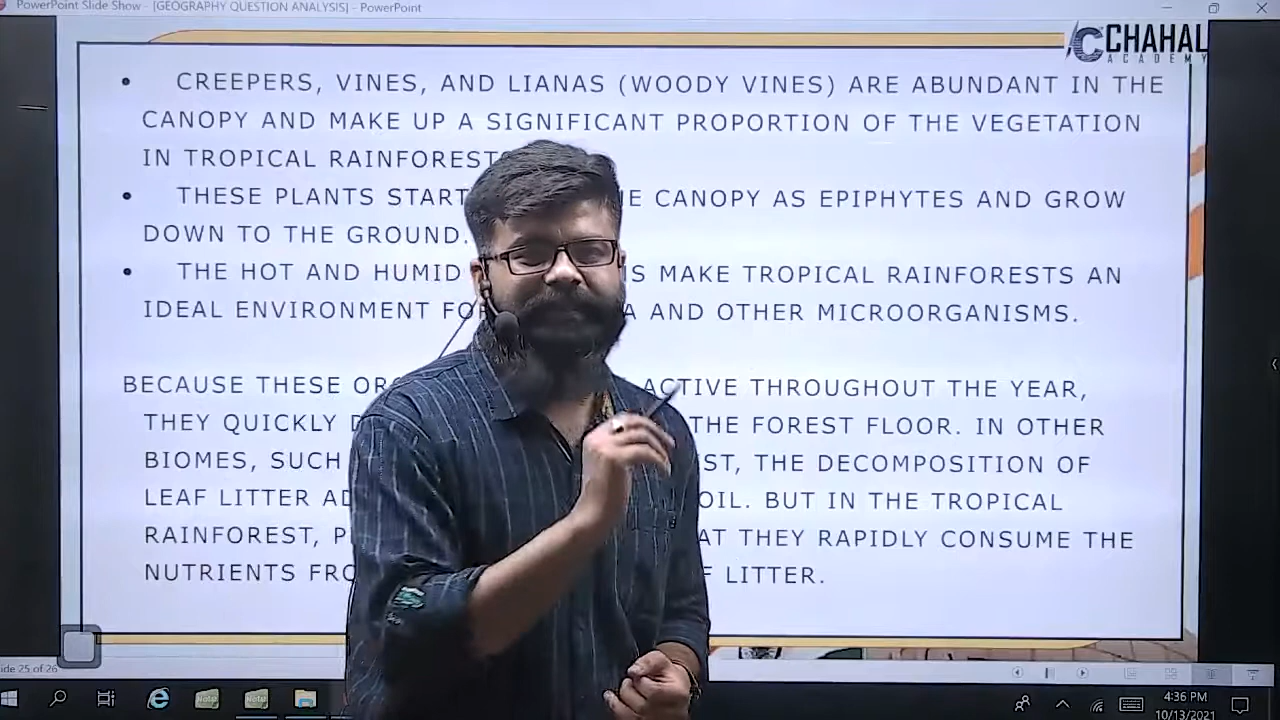 PowerPoint Slide Show - [GEOGRAPHY QUESTION ANALYSIS] - PowerPoint
CHAHAL
ACADEMY
• CREEPERS, VINES, AND LIANAS (WOODY VINES) ARE ABUNDANT IN THE
CANOPY AND MAKE UP A SIGNIFICANT PROPORTION OF THE VEGETATION
IN TROPICAL RAINFORESTS
• THESE PLANTS START CANOPY AS EPIPHYTES AND GROW
DOWN TO THE GROUND.
• THE HOT AND HUMID MAKE TROPICAL RAINFORESTS AN
IDEAL ENVIRONMENT AND OTHER MICROORGANISMS.
BECAUSE THESE ACTIVE THROUGHOUT THE YEAR,
THEY QUICKLY THE FOREST FLOOR. IN OTHER
BIOMES, SUCH THE DECOMPOSITION OF
LEAF LITTER BUT IN THE TROPICAL
RAINFOREST, THEY RAPIDLY CONSUME THE
NUTRIENTS LITTER.
25 of 26
4:36 PM
10/13/2021